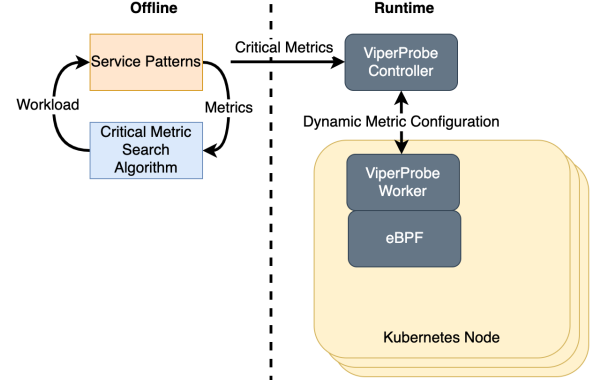 Offline
Runtime
Service Patterns
Critical Metrics
ViperProbe
Controller
Workload
Metrics
Critical Metric
Search
Algorithm
Dynamic Metric Configuration
ViperProbe
Worker
eBPF
Kubernetes Node